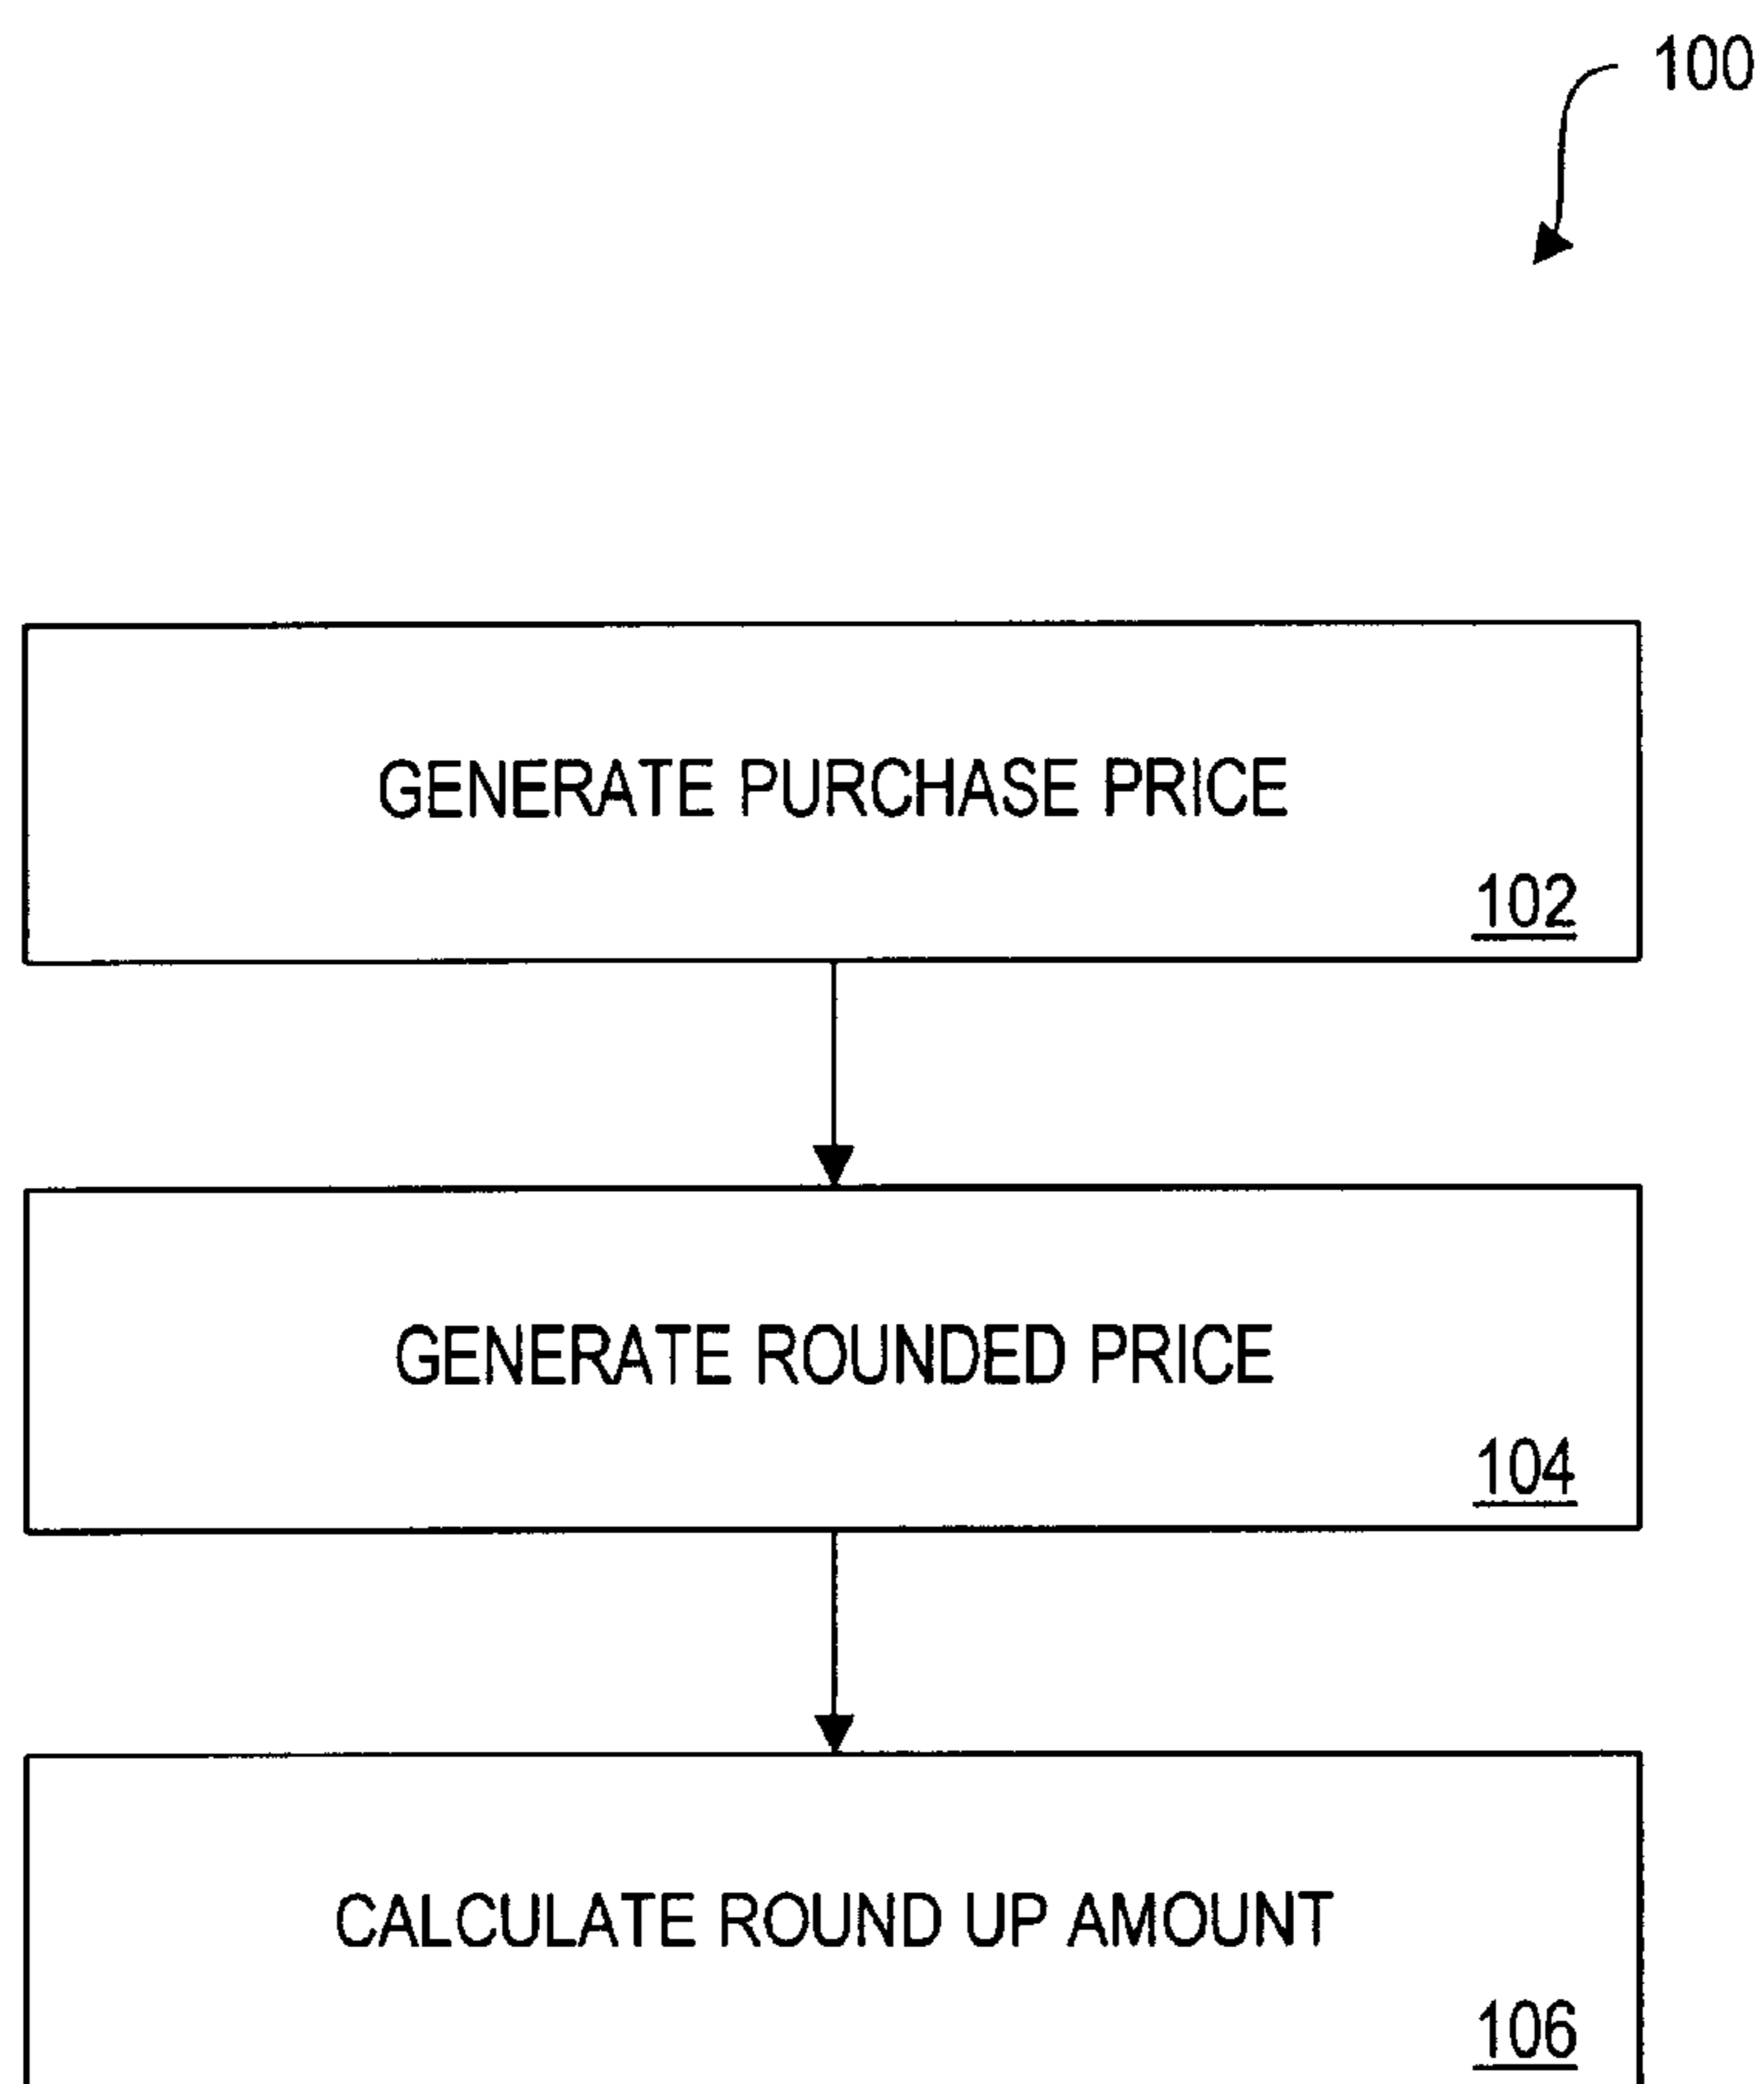 100
GENERATE PURCHASE PRICE
102
GENERATE ROUNDED PRICE
104
CALCULATE ROUND UP AMOUNT
106